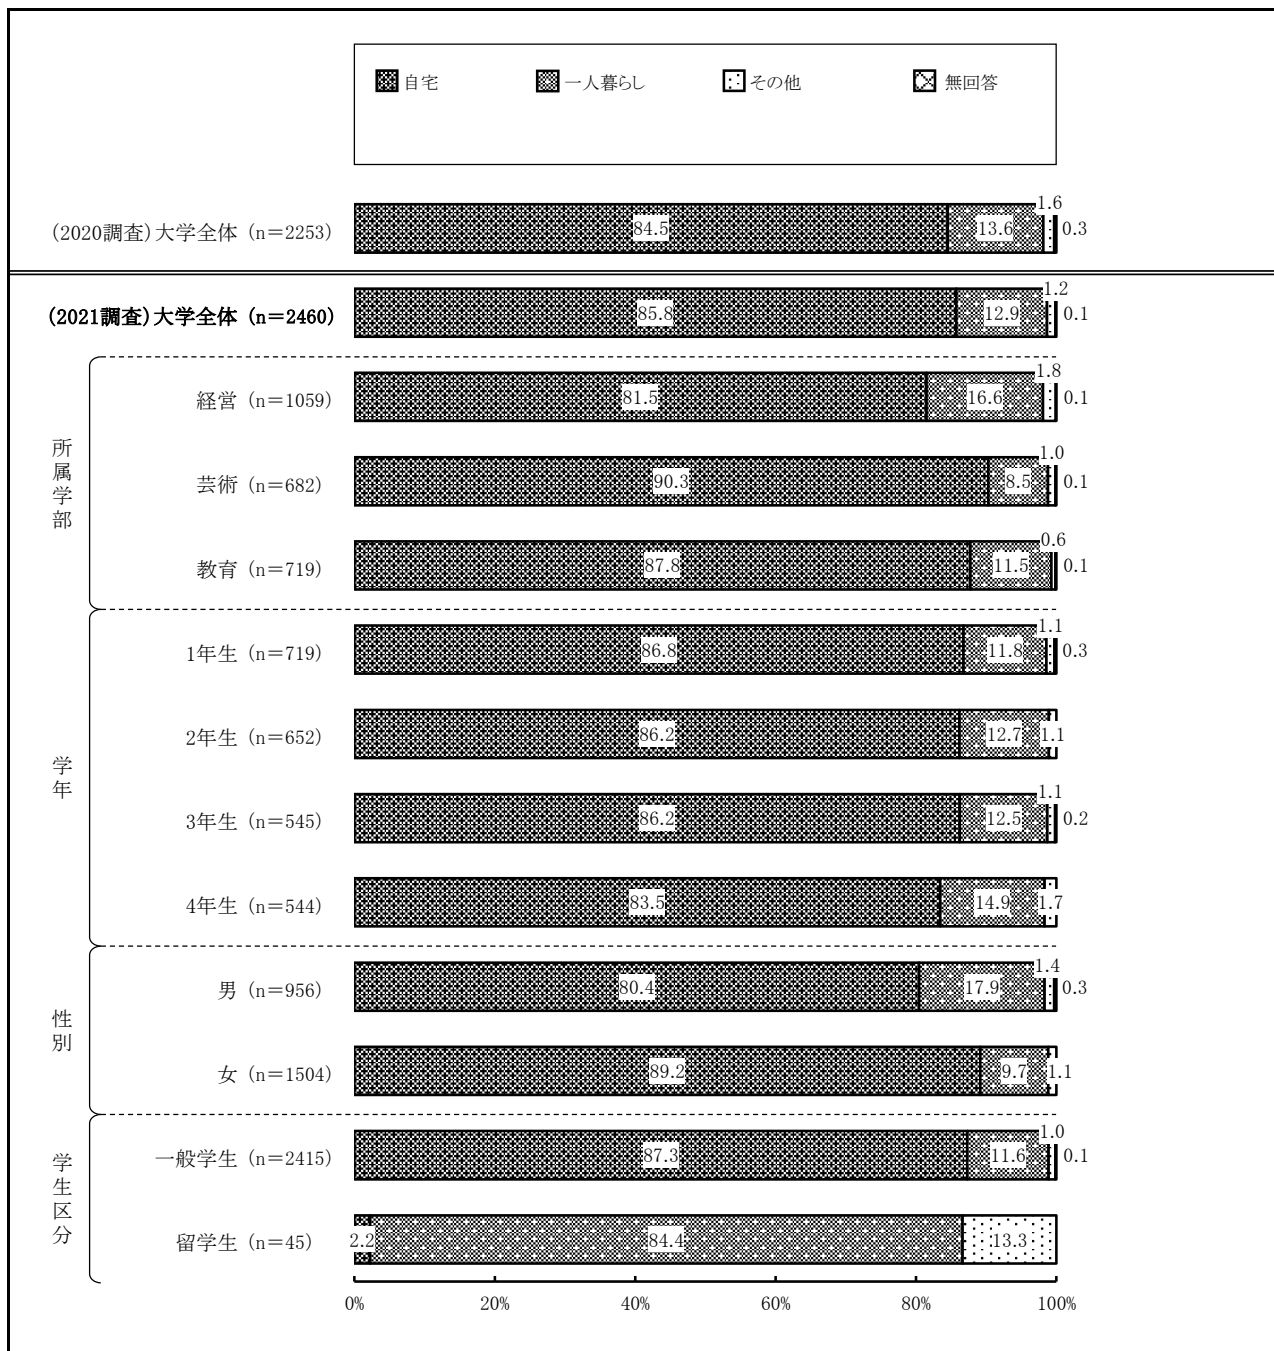 自宅 一人暮らし その他 無回答
(2020調査)大学全体 (n=2253) 84.5 13.6 1.6 0.3
(2021調査)大学全体 (n=2460) 85.8 12.9 1.2 0.1
所属学部
経営 (n=1059) 81.5 16.6 1.8 0.1
芸術 (n=682) 90.3 8.5 1.0 0.1
教育 (n=719) 87.8 11.5 0.6 0.1
学年
1年生 (n=719) 86.8 11.8 1.1 0.3
2年生 (n=652) 86.2 12.7 1.1
3年生 (n=545) 86.2 12.5 1.1 0.2
4年生 (n=544) 83.5 14.9 1.7
性別
男 (n=956) 80.4 17.9 1.4 0.3
女 (n=1504) 89.2 9.7 1.1
学生区分
一般学生 (n=2415) 87.3 11.6 1.0 0.1
留学生 (n=45) 2.2 84.4 13.3
0% 20% 40% 60% 80% 100%